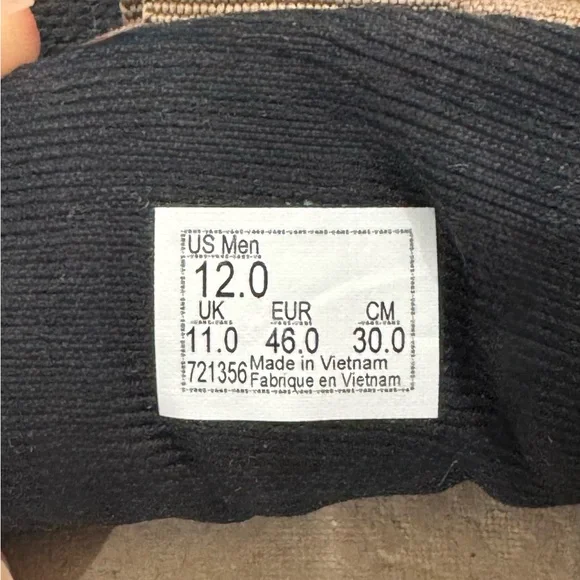 US Men
12.0
UK EUR CM
11.0 46.0 30.0
721356 Made in Vietnam
Fabrique en Vietnam